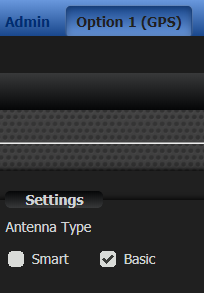 Admin Option 1 (GPS)
Settings
Antenna Type
Smart Basic